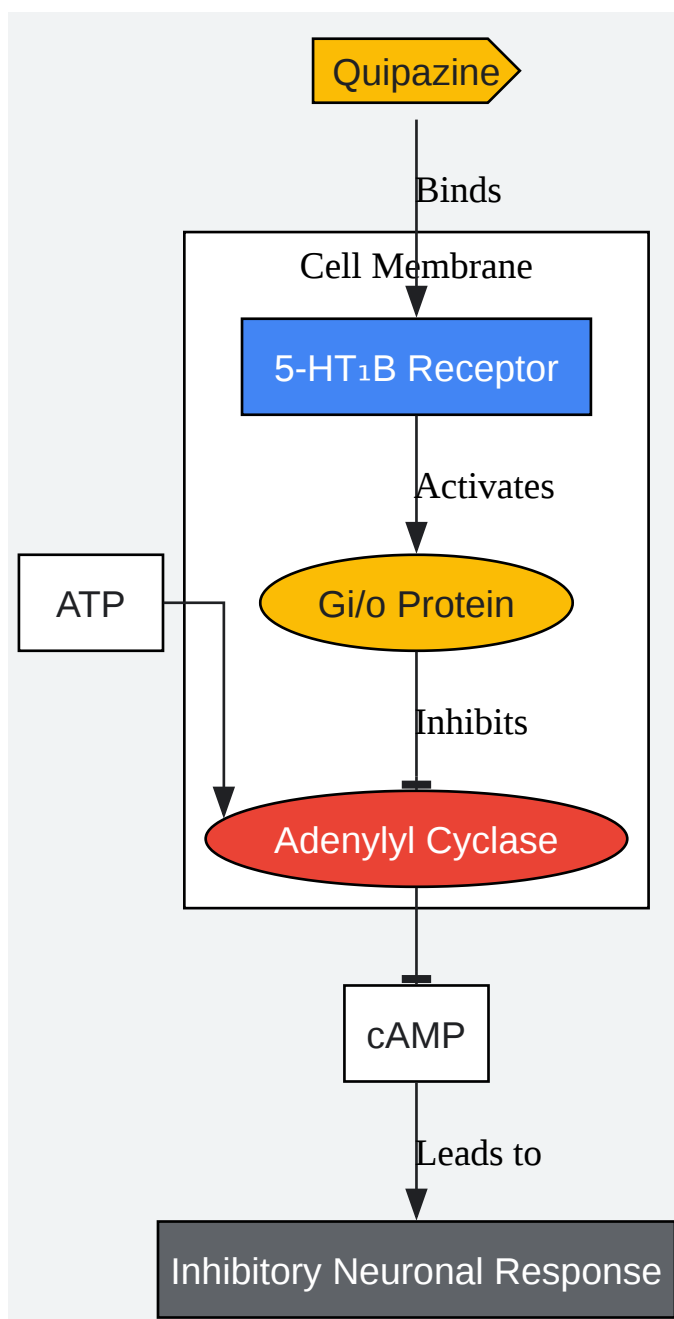 Quipazine
Binds
Cell Membrane
5-HT₁B Receptor
Activates
ATP
Gi/o Protein
Inhibits
Adenylyl Cyclase
cAMP
Leads to
Inhibitory Neuronal Response